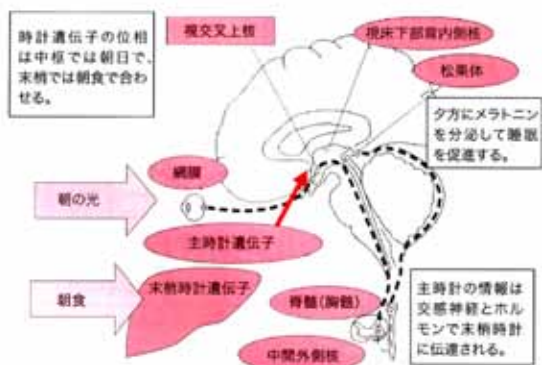 時計遺伝子の位相
は中枢では朝日で、
末梢では朝食で合わ
せる。
視交叉上核
視床下部背内側核
松果体
夕方にメラトニン
を分泌して睡眠
を促進する。
網膜
朝の光
主時計遺伝子
朝食
末梢時計遺伝子
脊髄(胸髄)
中間外側核
主時計の情報は
交感神経とホル
モンで末梢時計
に伝達される。